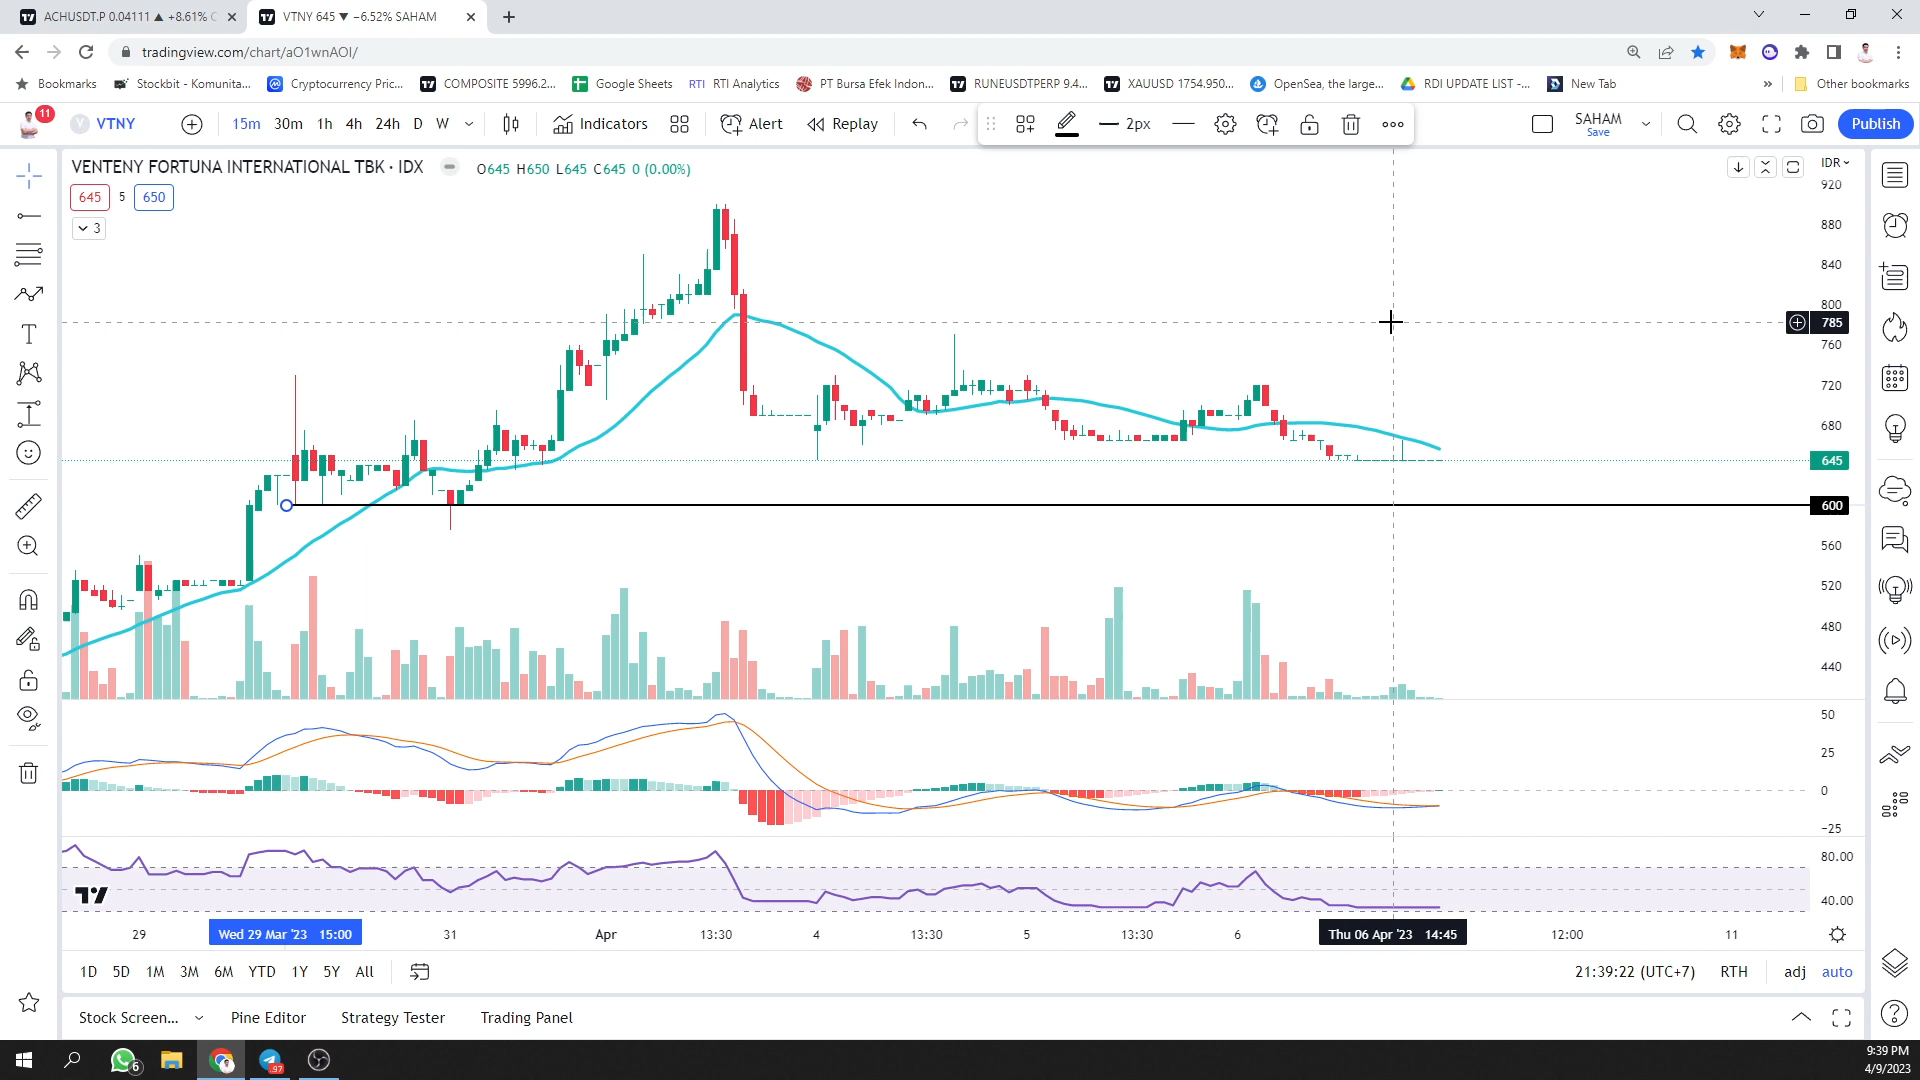 ACHUSDT.P 0.04111 ▲ +8.61% C
VTNY 645 ▼ −6.52% SAHAM
tradingview.com/chart/aO1wnAOI/
Bookmarks
Stockbit - Komunita...
Cryptocurrency Pric...
COMPOSITE 5996.2...
Google Sheets
RTI RTI Analytics
PT Bursa Efek Indon...
RUNEUSDTPERP 9.4...
XAUUSD 1754.950...
OpenSea, the large...
RDI UPDATE LIST -...
New Tab
»
Other bookmarks
11
V VTNY
15m 30m 1h 4h 24h D W
Indicators
Alert
Replay
2px
SAHAM
Save
Publish
VENTENY FORTUNA INTERNATIONAL TBK · IDX
O645 H650 L645 C645 0 (0.00%)
IDR
645 5 650
3
920
880
840
800
785
760
720
680
645
600
560
520
480
440
50
25
0
−25
80.00
40.00
29
Wed 29 Mar '23 15:00
31
Apr
13:30
4
13:30
5
13:30
6
Thu 06 Apr '23 14:45
12:00
11
1D 5D 1M 3M 6M YTD 1Y 5Y All
21:39:22 (UTC+7) RTH adj auto
Stock Screen... Pine Editor Strategy Tester Trading Panel
6
97
9:39 PM
4/9/2023